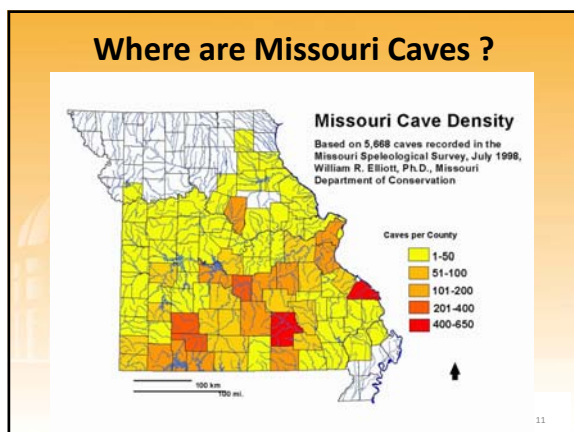 Where are Missouri Caves ?
Missouri Cave Density
Based on 5,668 caves recorded in the
Missouri Speleological Survey, July 1998,
William R. Elliott, Ph.D., Missouri
Department of Conservation
Caves per County
1-50
51-100
101-200
201-400
400-650
100 km
100 mi.
11